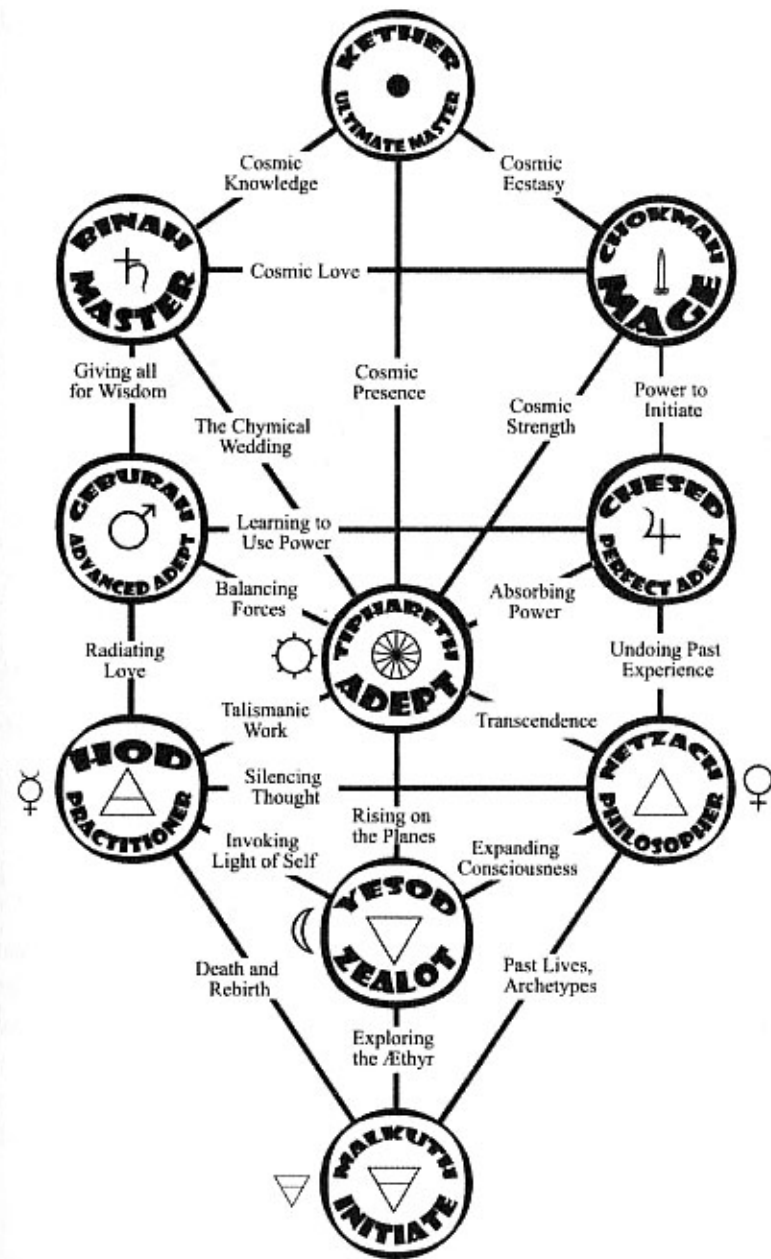 KETHER
ULTIMATE MASTER
Cosmic
Knowledge
Cosmic
Ecstasy
BINAH
MASTER
CHOKMAH
MAGE
Cosmic Love
Giving all
for Wisdom
Cosmic
Presence
Power to
Initiate
The Chymical
Wedding
Cosmic
Strength
GEBURAH
ADVANCED ADEPT
CHESED
PERFECT ADEPT
Learning to
Use Power
Balancing
Forces
Absorbing
Power
TIPHARETH
ADEPT
Radiating
Love
Undoing Past
Experience
Talismanic
Work
Transcendence
HOD
PRACTITIONER
NETZACH
PHILOSOPHER
Silencing
Thought
Rising on
the Planes
Invoking
Light of Self
Expanding
Consciousness
YESOD
ZEALOT
Death and
Rebirth
Past Lives,
Archetypes
Exploring
the Æthyr
MALKUTH
INITIATE